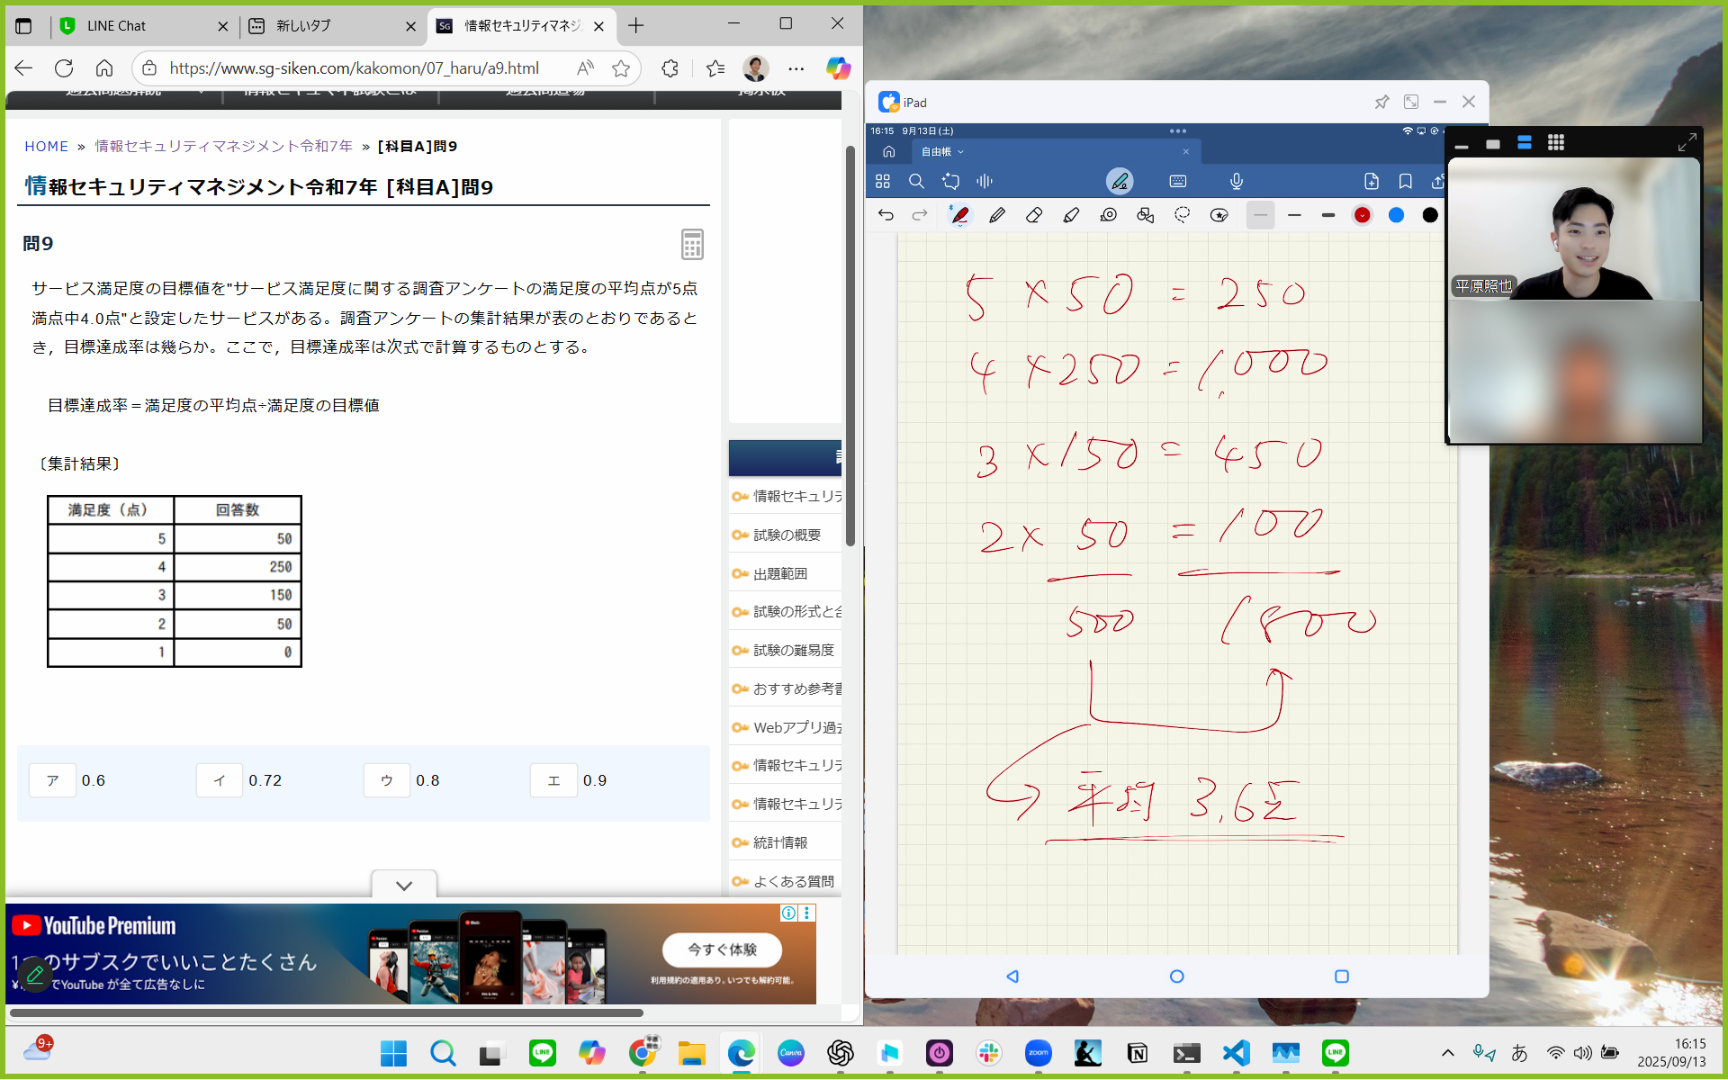 LINE Chat
新しいタブ
情報セキュリティマネジ
https://www.sg-siken.com/kakomon/07_haru/a9.html
HOME » 情報セキュリティマネジメント令和7年 » [科目A]問9
情報セキュリティマネジメント令和7年 [科目A]問9
問9
サービス満足度の目標値を"サービス満足度に関する調査アンケートの満足度の平均点が5点
満点中4.0点"と設定したサービスがある。調査アンケートの集計結果が表のとおりであると
き，目標達成率は幾らか。ここで，目標達成率は次式で計算するものとする。
目標達成率＝満足度の平均点÷満足度の目標値
〔集計結果〕
満足度（点） 回答数
5 50
4 250
3 150
2 50
1 0
ア 0.6 イ 0.72 ウ 0.8 エ 0.9
情報セキュリテ
試験の概要
出題範囲
試験の形式と合
試験の難易度
おすすめ参考書
Webアプリ過去
情報セキュリテ
情報セキュリテ
統計情報
よくある質問
YouTube Premium
のサブスクでいいことたくさん
でYouTube が全て広告なしに
今すぐ体験
利用規約の適用あり。いつでも解約可能。
iPad
16:15 9月13日(土)
自由帳
5 × 50 = 250
4 × 250 = 1,000
3 × 150 = 450
2 × 50 = 100
500 1800
平均 3.6点
平原照也
9+
LINE
Canva
zoom
LINE
あ
16:15
2025/09/13